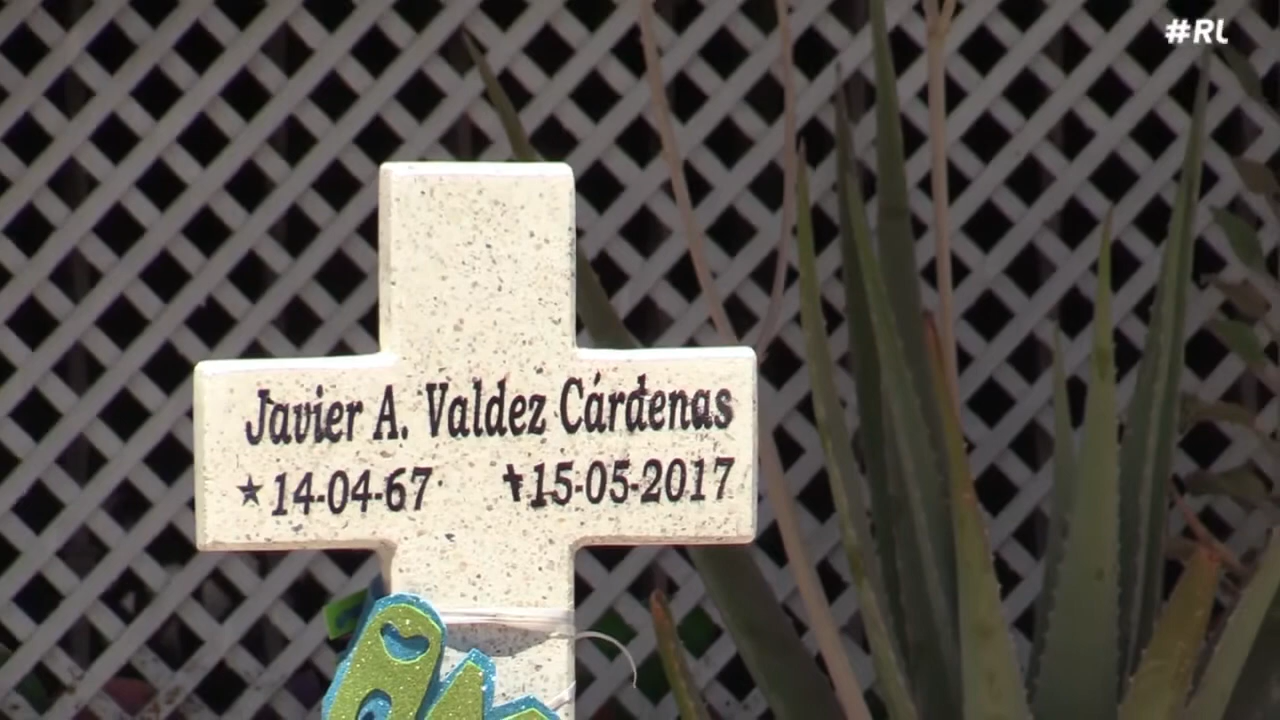 #RL
Javier A. Valdez Cárdenas
★14-04-67 ✝15-05-2017